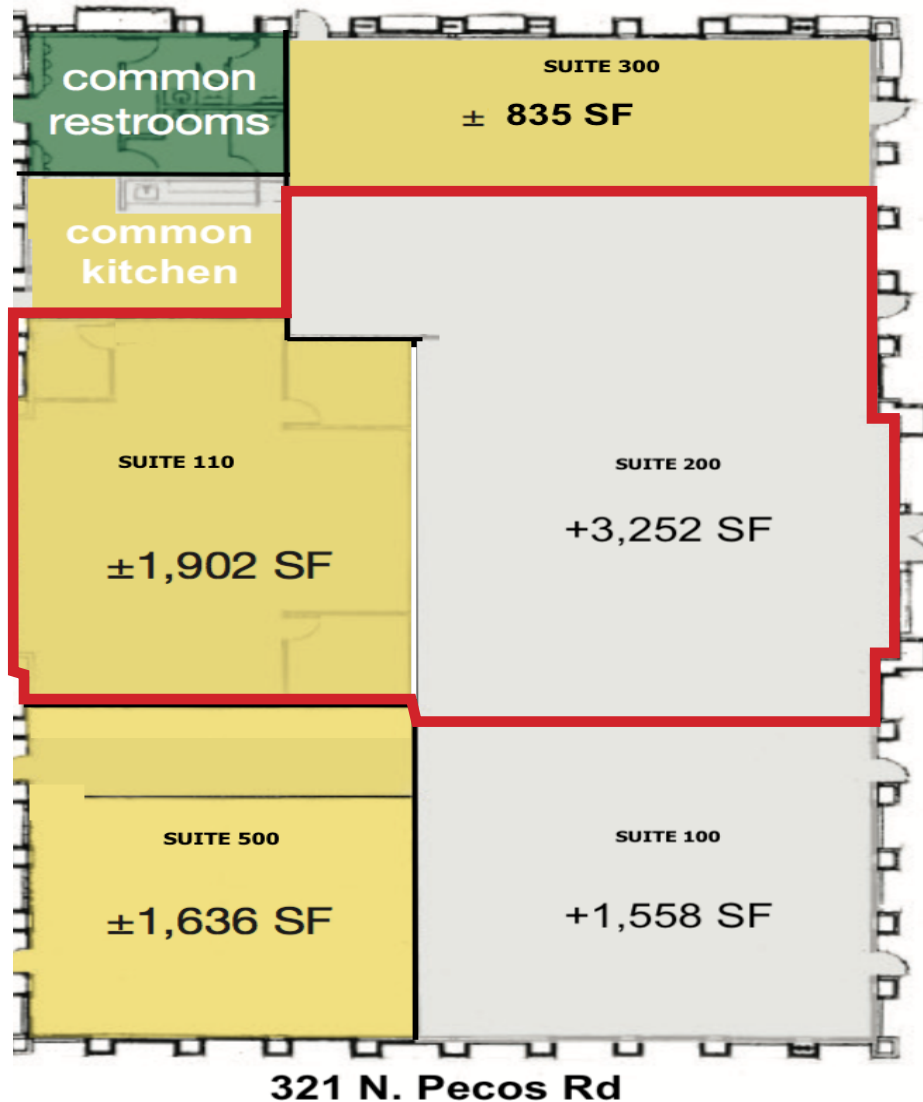 common
restrooms
SUITE 300
± 835 SF
common
kitchen
SUITE 110
±1,902 SF
SUITE 200
+3,252 SF
SUITE 500
±1,636 SF
SUITE 100
+1,558 SF
321 N. Pecos Rd